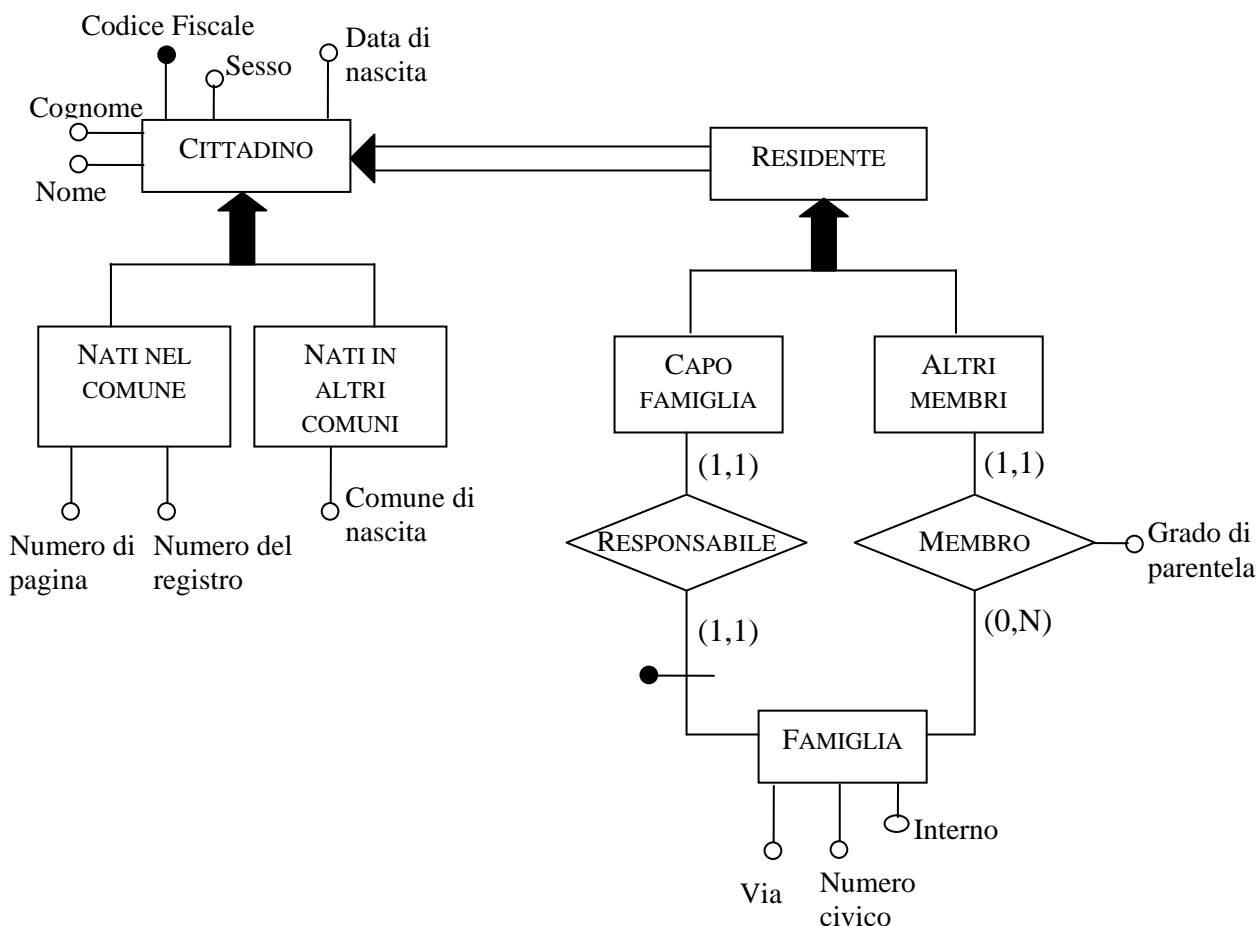 Codice Fiscale
Sesso
Data di
nascita
Cognome
Nome
CITTADINO
RESIDENTE
NATI NEL
COMUNE
NATI IN
ALTRI
COMUNI
CAPO
FAMIGLIA
ALTRI
MEMBRI
(1,1)
(1,1)
Numero di
pagina
Numero del
registro
Comune di
nascita
RESPONSABILE
MEMBRO
Grado di
parentela
(1,1)
(0,N)
FAMIGLIA
Via
Numero
civico
Interno